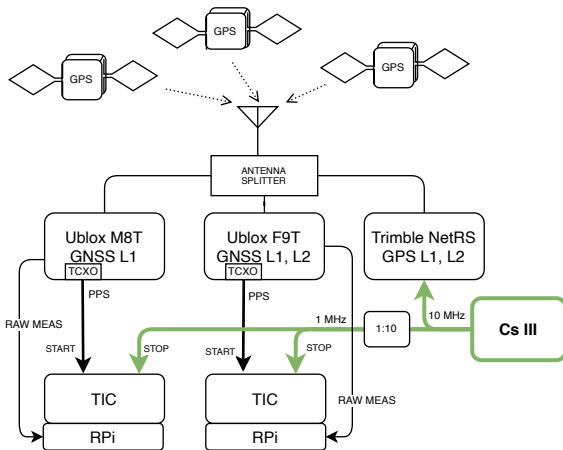 GPS
GPS
GPS
ANTENNA
SPLITTER
Ublox M8T
GNSS L1
TCXO
Ublox F9T
GNSS L1, L2
TCXO
Trimble NetRS
GPS L1, L2
PPS
PPS
RAW MEAS
1 MHz
1:10
10 MHz
Cs III
START
STOP
START
STOP
TIC
TIC
RAW MEAS
RPi
RPi